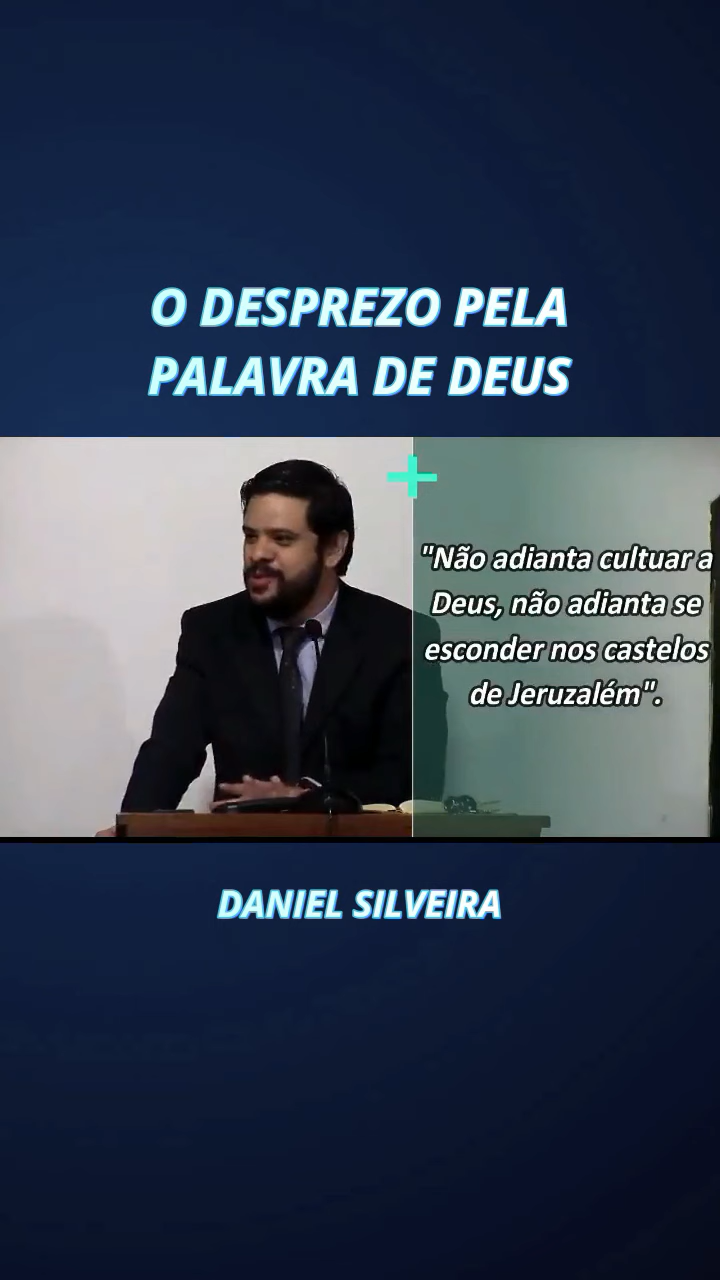 O DESPREZO PELA
PALAVRA DE DEUS
"Não adianta cultuar a
Deus, não adianta se
esconder nos castelos
de Jeruzalém".
DANIEL SILVEIRA